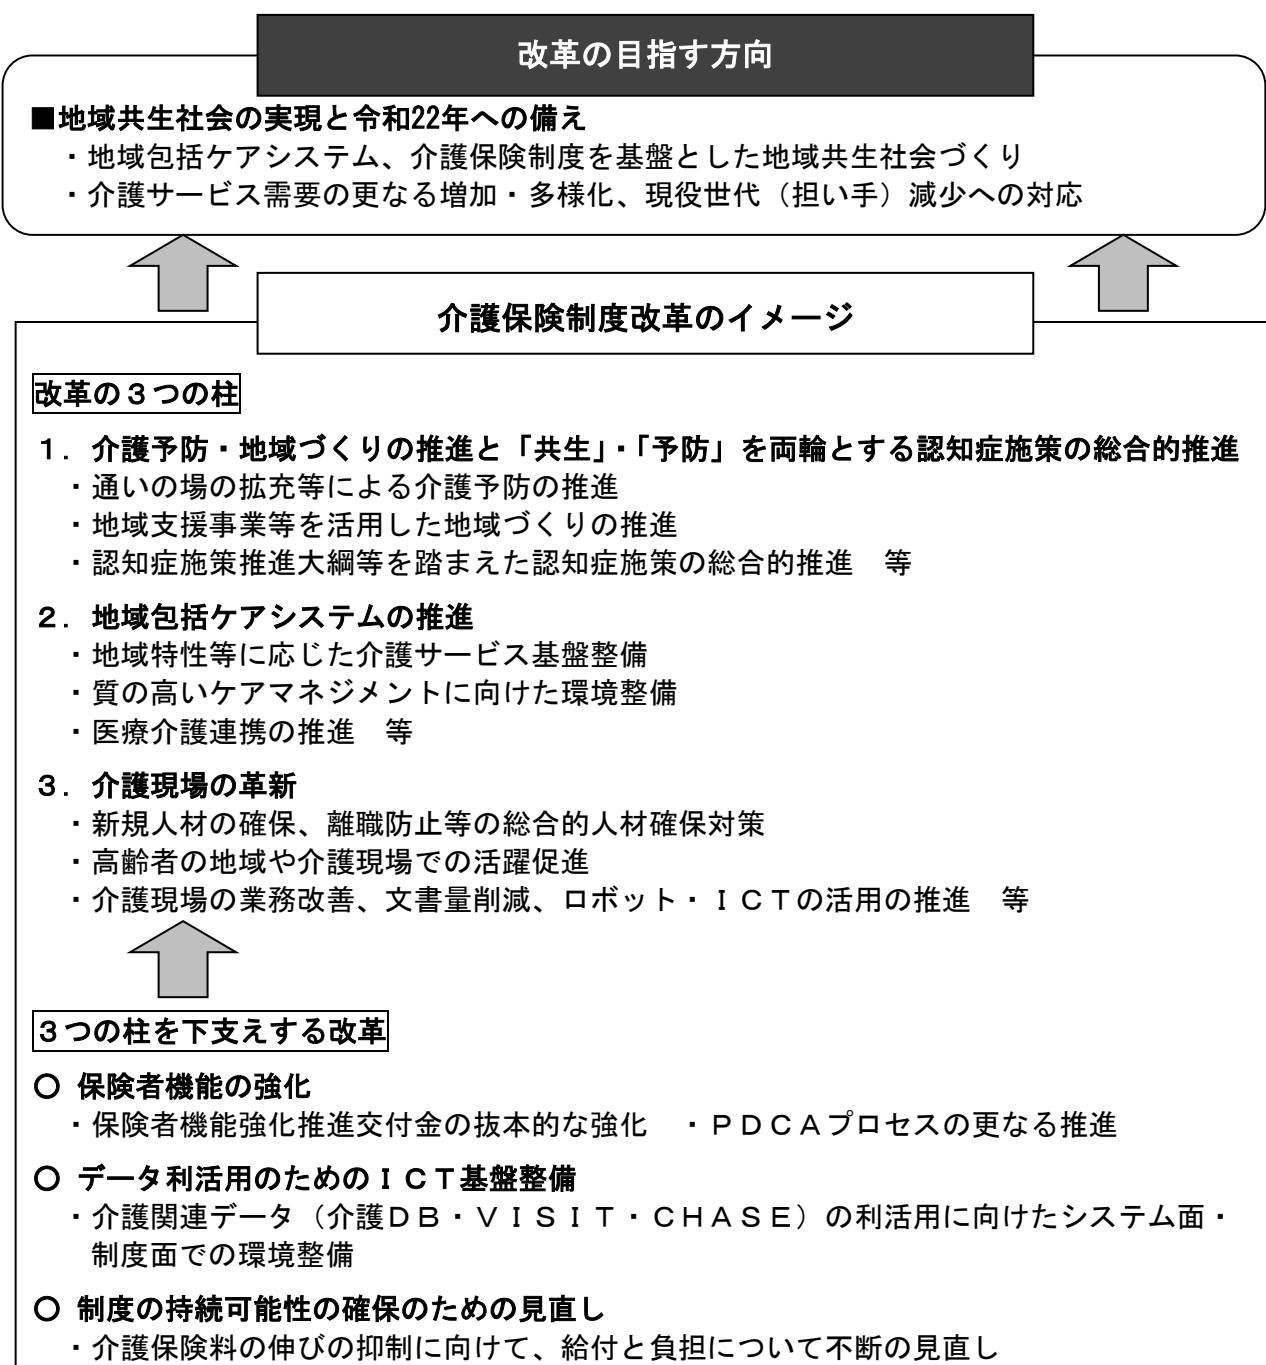 改革の目指す方向
■地域共生社会の実現と令和22年への備え
・地域包括ケアシステム、介護保険制度を基盤とした地域共生社会づくり
・介護サービス需要の更なる増加・多様化、現役世代（担い手）減少への対応
介護保険制度改革のイメージ
改革の３つの柱
１．介護予防・地域づくりの推進と「共生」・「予防」を両輪とする認知症施策の総合的推進
・通いの場の拡充等による介護予防の推進
・地域支援事業等を活用した地域づくりの推進
・認知症施策推進大綱等を踏まえた認知症施策の総合的推進　等
２．地域包括ケアシステムの推進
・地域特性等に応じた介護サービス基盤整備
・質の高いケアマネジメントに向けた環境整備
・医療介護連携の推進　等
３．介護現場の革新
・新規人材の確保、離職防止等の総合的人材確保対策
・高齢者の地域や介護現場での活躍促進
・介護現場の業務改善、文書量削減、ロボット・ＩＣＴの活用の推進　等
３つの柱を下支えする改革
○ 保険者機能の強化
・保険者機能強化推進交付金の抜本的な強化　・ＰＤＣＡプロセスの更なる推進
○ データ利活用のためのＩＣＴ基盤整備
・介護関連データ（介護ＤＢ・ＶＩＳＩＴ・ＣＨＡＳＥ）の利活用に向けたシステム面・
制度面での環境整備
○ 制度の持続可能性の確保のための見直し
・介護保険料の伸びの抑制に向けて、給付と負担について不断の見直し